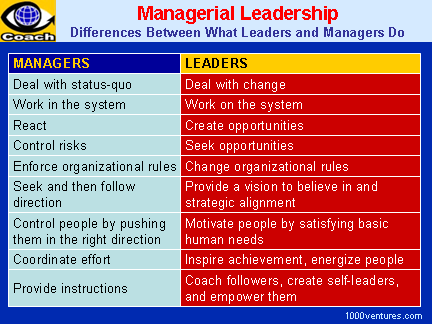 Coach
Managerial Leadership
Differences Between What Leaders and Managers Do
MANAGERS
LEADERS
Deal with status-quo
Deal with change
Work in the system
Work on the system
React
Create opportunities
Control risks
Seek opportunities
Enforce organizational rules
Change organizational rules
Seek and then follow
direction
Provide a vision to believe in and
strategic alignment
Control people by pushing
them in the right direction
Motivate people by satisfying basic
human needs
Coordinate effort
Inspire achievement, energize people
Provide instructions
Coach followers, create self-leaders,
and empower them
1000ventures.com